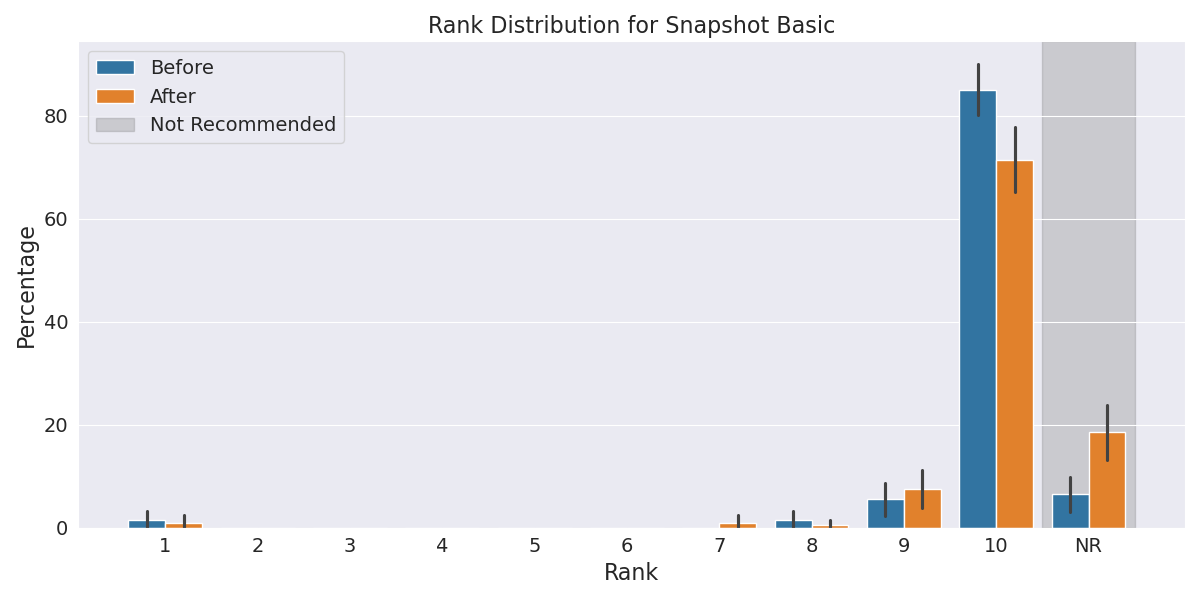 Rank Distribution for Snapshot Basic
Before
After
Not Recommended
Percentage
80
60
40
20
0
1 2 3 4 5 6 7 8 9 10 NR
Rank